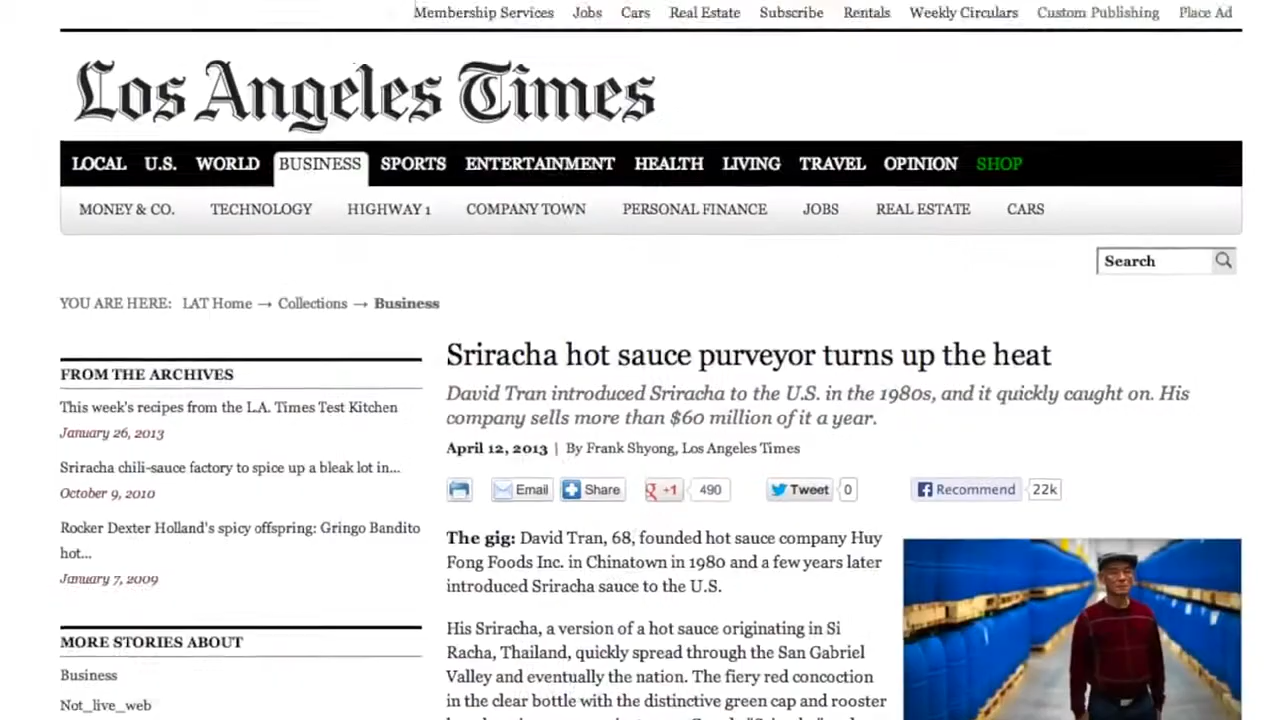 Membership Services Jobs Cars Real Estate Subscribe Rentals Weekly Circulars Custom Publishing Place Ad
Los Angeles Times
LOCAL U.S. WORLD BUSINESS SPORTS ENTERTAINMENT HEALTH LIVING TRAVEL OPINION SHOP
MONEY & CO. TECHNOLOGY HIGHWAY 1 COMPANY TOWN PERSONAL FINANCE JOBS REAL ESTATE CARS
Search
YOU ARE HERE: LAT Home → Collections → Business
FROM THE ARCHIVES
This week's recipes from the L.A. Times Test Kitchen
January 26, 2013
Sriracha chili-sauce factory to spice up a bleak lot in...
October 9, 2010
Rocker Dexter Holland's spicy offspring: Gringo Bandito
hot...
January 7, 2009
MORE STORIES ABOUT
Business
Not_live_web
Sriracha hot sauce purveyor turns up the heat
David Tran introduced Sriracha to the U.S. in the 1980s, and it quickly caught on. His
company sells more than $60 million of it a year.
April 12, 2013 | By Frank Shyong, Los Angeles Times
Email Share +1 490 Tweet 0 Recommend 22k
The gig: David Tran, 68, founded hot sauce company Huy
Fong Foods Inc. in Chinatown in 1980 and a few years later
introduced Sriracha sauce to the U.S.
His Sriracha, a version of a hot sauce originating in Si
Racha, Thailand, quickly spread through the San Gabriel
Valley and eventually the nation. The fiery red concoction
in the clear bottle with the distinctive green cap and rooster